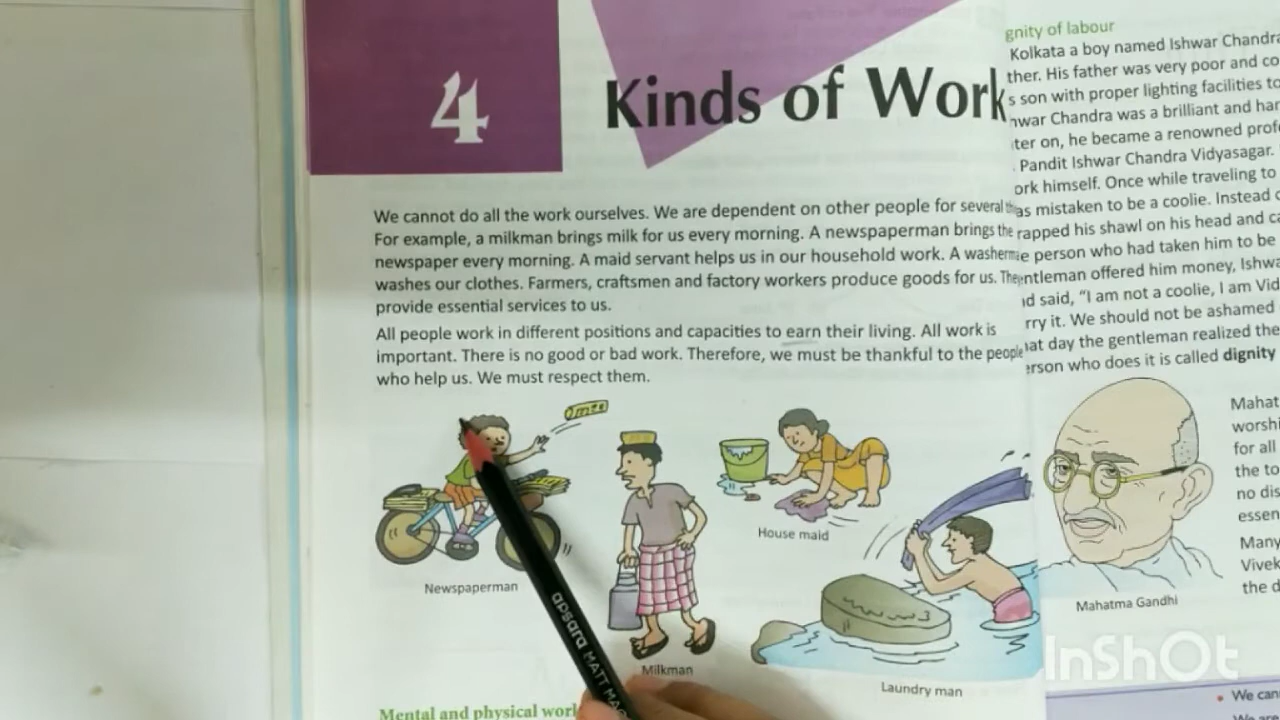 4
Kinds of Work
We cannot do all the work ourselves. We are dependent on other people for several
For example, a milkman brings milk for us every morning. A newspaperman brings the
newspaper every morning. A maid servant helps us in our household work. A
washes our clothes. Farmers, craftsmen and factory workers produce goods for us.
provide essential services to us.
All people work in different positions and capacities to earn their living. All work is
important. There is no good or bad work. Therefore, we must be thankful to the people
who help us. We must respect them.
Newspaperman
Milkman
House maid
Laundry man
Mental and physical
apsara MATT
gnity of labour
Kolkata a boy named Ishwar Chandra
ther. His father was very poor and co
s son with proper lighting facilities to
hwar Chandra was a brilliant and har
ter on, he became a renowned prof
Pandit Ishwar Chandra Vidyasagar.
ork himself. Once while traveling to
as mistaken to be a coolie. Instead
rapped his shawl on his head and ca
e person who had taken him to be
ntleman offered him money, Ishwa
id said, "I am not a coolie, I am Vid
rry it. We should not be ashamed
at day the gentleman realized the
erson who does it is called dignity
Mahatma Gandhi
Mahat
worshi
for all
the to
no dis
essen
Many
Vivek
the d
• We can
InShOt